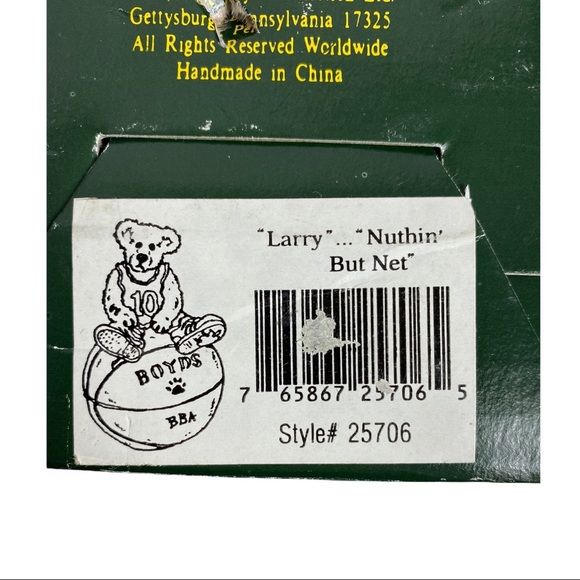 Gettysburg Pennsylvania 17325
All Rights Reserved Worldwide
Handmade in China
"Larry"... "Nuthin'
But Net"
10
BOYDS
BBA
7 65867 25706 5
Style# 25706